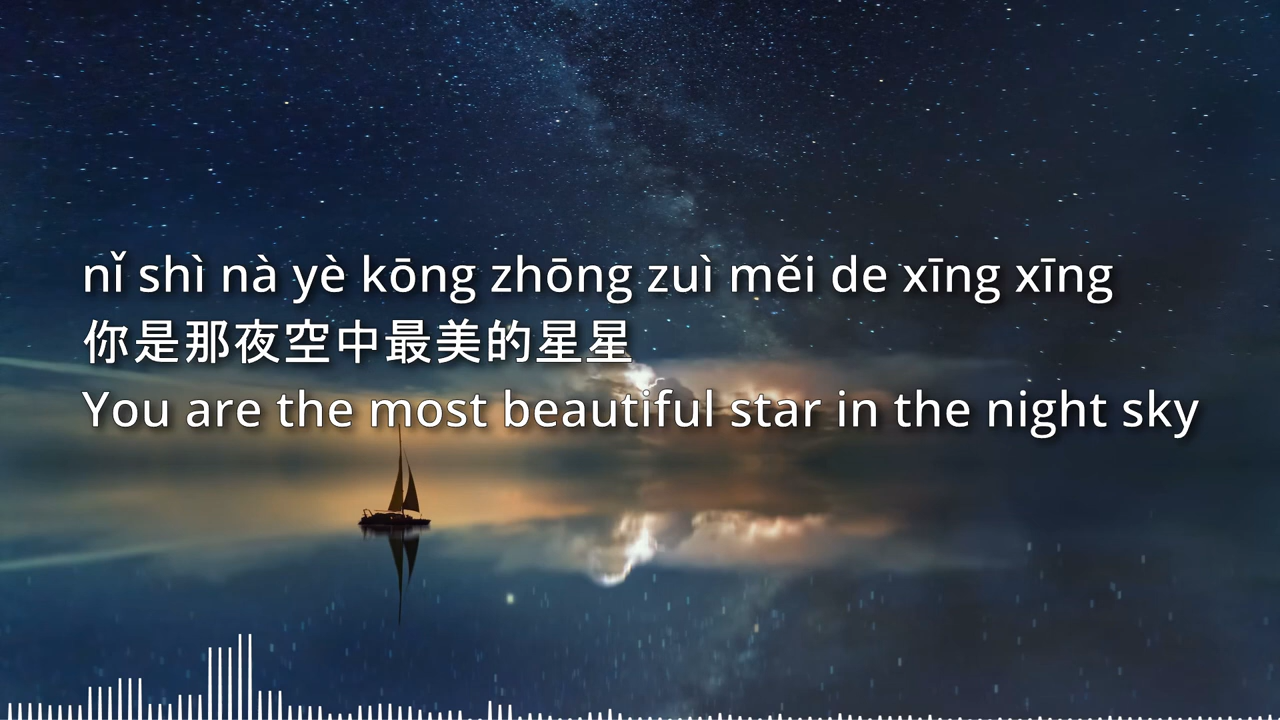 nǐ shì nà yè kōng zhōng zuì měi de xīng xīng
你是那夜空中最美的星星
You are the most beautiful star in the night sky